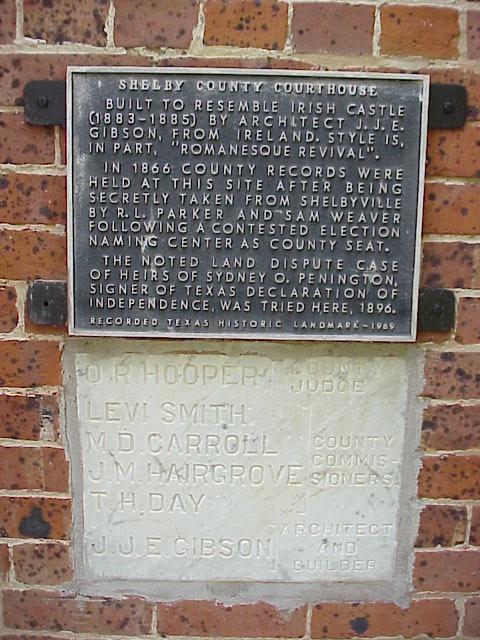 SHELBY COUNTY COURTHOUSE
BUILT TO RESEMBLE IRISH CASTLE
(1883-1885) BY ARCHITECT J.J.E.
GIBSON, FROM IRELAND. STYLE IS,
IN PART, "ROMANESQUE REVIVAL".
IN 1866 COUNTY RECORDS WERE
HELD AT THIS SITE AFTER BEING
SECRETLY TAKEN FROM SHELBYVILLE
BY R.L. PARKER AND SAM WEAVER
FOLLOWING A CONTESTED ELECTION
NAMING CENTER AS COUNTY SEAT.
THE NOTED LAND DISPUTE CASE
OF HEIRS OF SYDNEY O. PENINGTON,
SIGNER OF TEXAS DECLARATION OF
INDEPENDENCE, WAS TRIED HERE, 1896.
RECORDED TEXAS HISTORIC LANDMARK-1969
O.R. HOOPER COUNTY
JUDGE
LEVI SMITH
M.D. CARROLL COUNTY
COMMIS-
J.M. HAIRGROVE SIONERS.
T.H. DAY
ARCHITECT
J.J.E. GIBSON AND
BUILDER